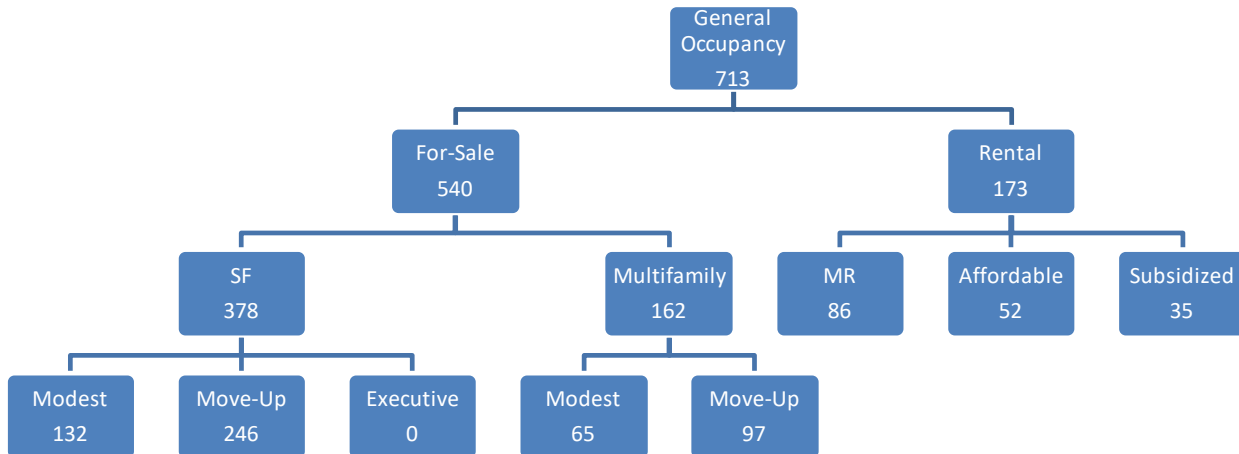 General
Occupancy
713
For-Sale
540
Rental
173
SF
378
Multifamily
162
MR
86
Affordable
52
Subsidized
35
Modest
132
Move-Up
246
Executive
0
Modest
65
Move-Up
97